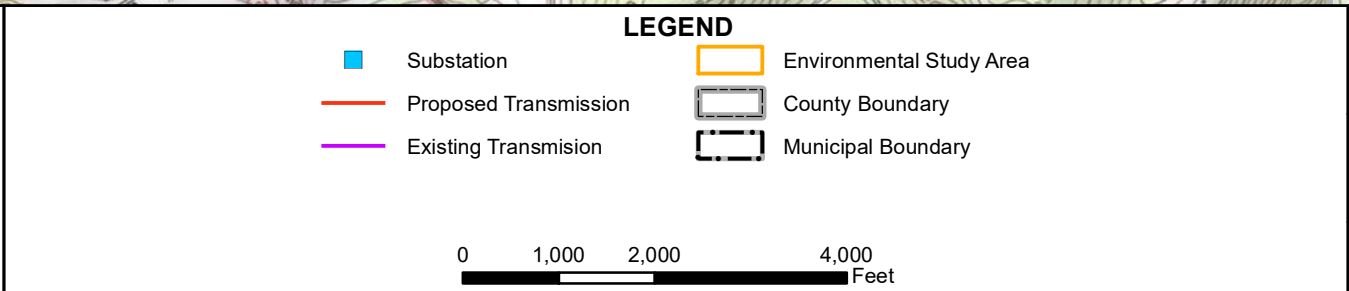 LEGEND
Substation
Proposed Transmission
Existing Transmision
Environmental Study Area
County Boundary
Municipal Boundary
0 1,000 2,000 4,000
Feet